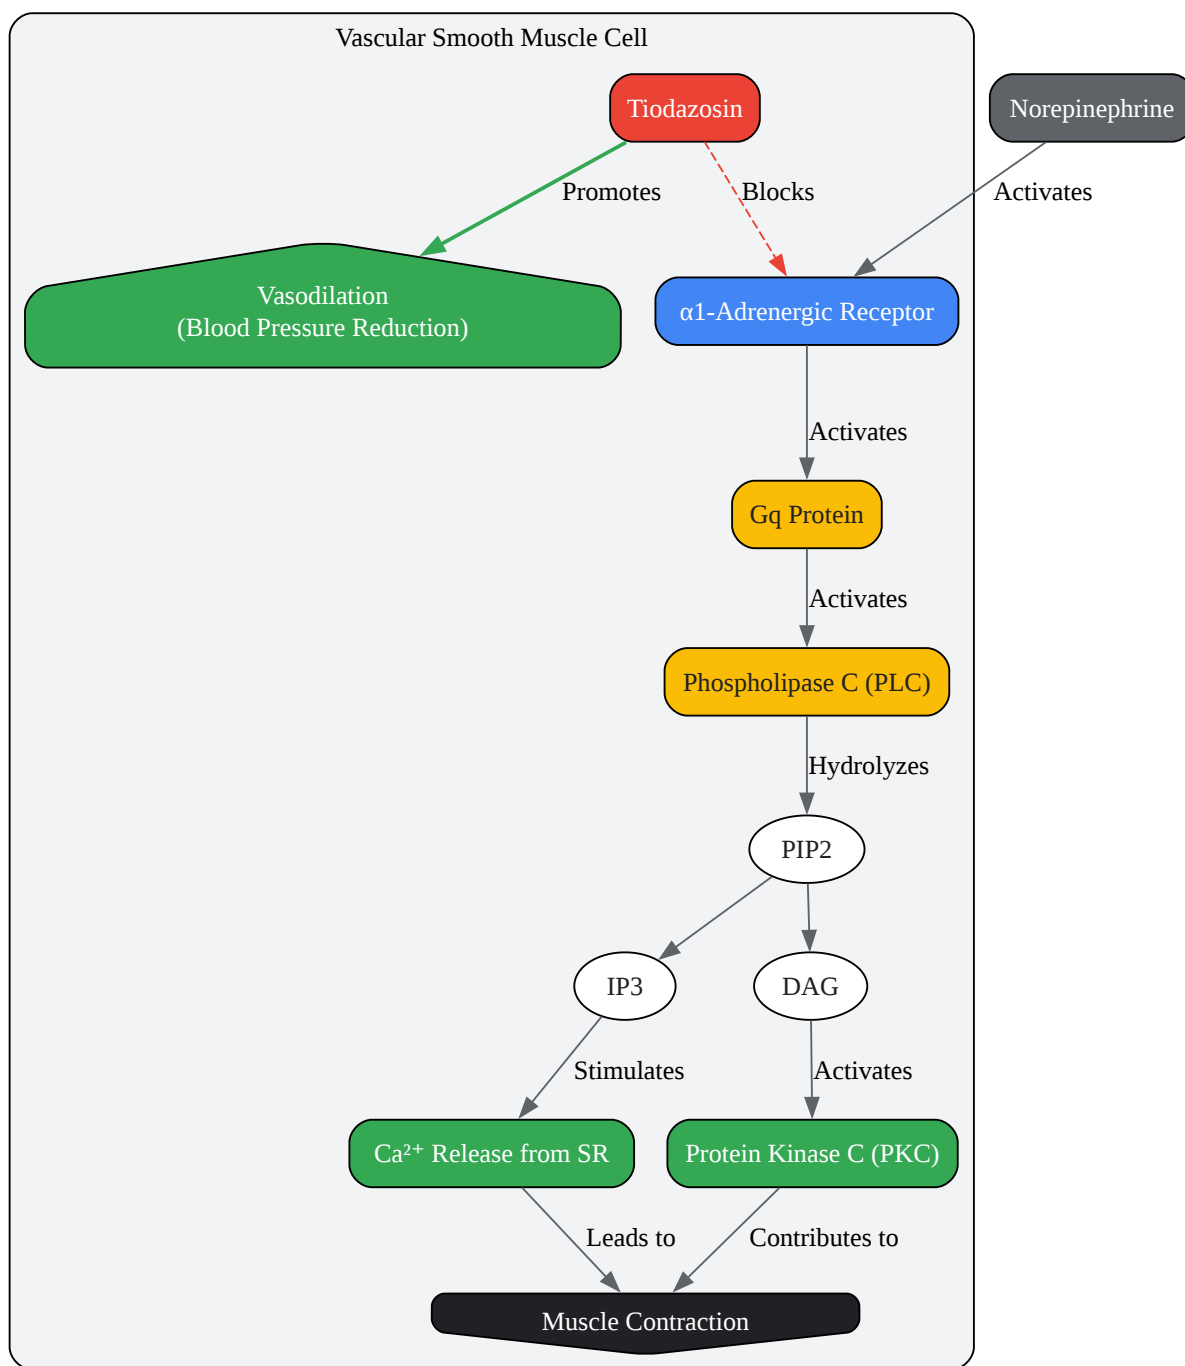 Vascular Smooth Muscle Cell
Tiodazosin
Norepinephrine
Promotes
Blocks
Activates
Vasodilation
(Blood Pressure Reduction)
α1-Adrenergic Receptor
Activates
Gq Protein
Activates
Phospholipase C (PLC)
Hydrolyzes
PIP2
IP3
DAG
Stimulates
Activates
Ca²⁺ Release from SR
Protein Kinase C (PKC)
Leads to
Contributes to
Muscle Contraction